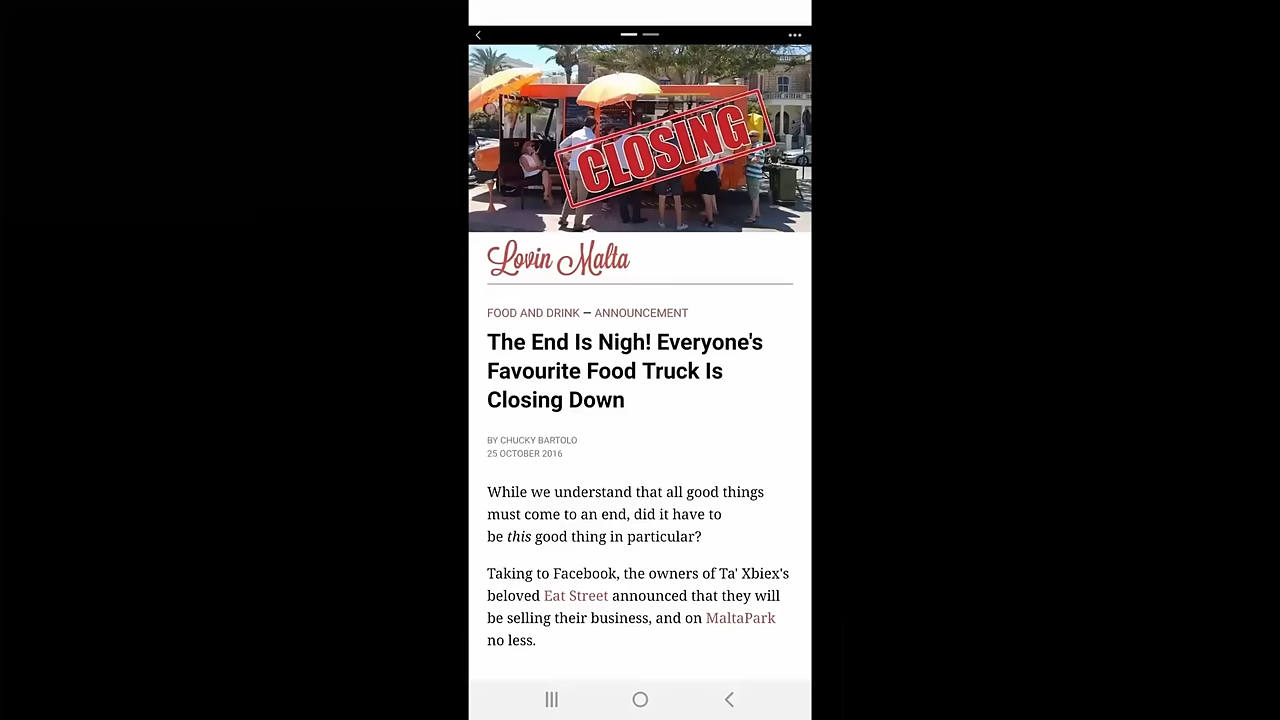 CLOSING
Lovin Malta
FOOD AND DRINK — ANNOUNCEMENT
The End Is Nigh! Everyone's
Favourite Food Truck Is
Closing Down
BY CHUCKY BARTOLO
25 OCTOBER 2016
While we understand that all good things
must come to an end, did it have to
be this good thing in particular?
Taking to Facebook, the owners of Ta' Xbiex's
beloved Eat Street announced that they will
be selling their business, and on MaltaPark
no less.